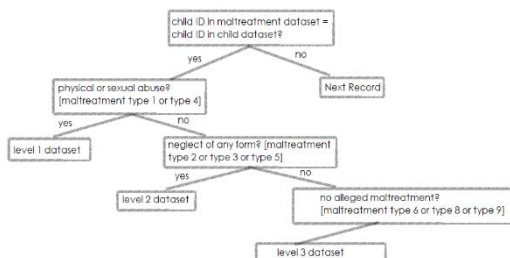 child ID in maltreatment dataset =
child ID in child dataset?
yes
no
physical or sexual abuse?
[maltreatment type 1 or type 4]
Next Record
yes
no
level 1 dataset
neglect of any form? [maltreatment
type 2 or type 3 or type 5]
yes
no
level 2 dataset
no alleged maltreatment?
[maltreatment type 6 or type 8 or type 9]
level 3 dataset